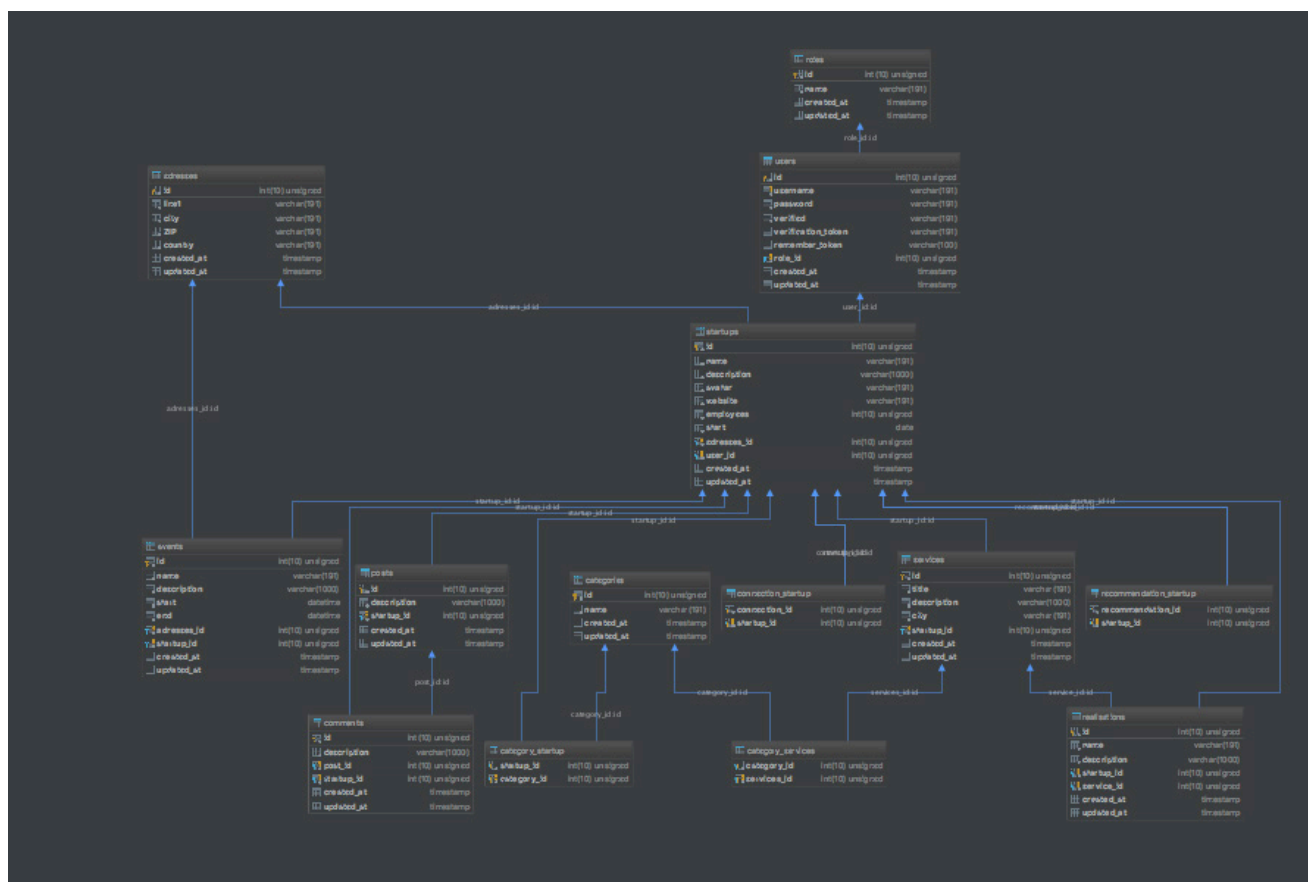 roles
id int(10) unsigned
name varchar(191)
created_at timestamp
updated_at timestamp
role_id:id
users
id int(10) unsigned
username varchar(191)
password varchar(191)
verified varchar(191)
verification_token varchar(191)
remember_token varchar(100)
role_id int(10) unsigned
created_at timestamp
updated_at timestamp
adresses
id int(10) unsigned
line1 varchar(191)
city varchar(191)
ZIP varchar(191)
country varchar(191)
created_at timestamp
updated_at timestamp
adresses_id:id
user_id:id
startups
id int(10) unsigned
name varchar(191)
description varchar(1000)
avatar varchar(191)
website varchar(191)
employees int(10) unsigned
start date
adresses_id int(10) unsigned
user_id int(10) unsigned
created_at timestamp
updated_at timestamp
adresses_id:id
startup_id:id
startup_id:id
startup_id:id
startup_id:id
startup_id:id
startup_id:id
events
id int(10) unsigned
name varchar(191)
description varchar(1000)
start datetime
end datetime
adresses_id int(10) unsigned
startup_id int(10) unsigned
created_at timestamp
updated_at timestamp
posts
id int(10) unsigned
description varchar(1000)
startup_id int(10) unsigned
created_at timestamp
updated_at timestamp
categories
id int(10) unsigned
name varchar(191)
created_at timestamp
updated_at timestamp
connection_startup
connection_id int(10) unsigned
startup_id int(10) unsigned
services
id int(10) unsigned
title varchar(191)
description varchar(1000)
city varchar(191)
startup_id int(10) unsigned
created_at timestamp
updated_at timestamp
recommendation_startup
recommendation_id int(10) unsigned
startup_id int(10) unsigned
post_id:id
category_id:id
category_id:id
services_id:id
service_id:id
comments
id int(10) unsigned
description varchar(1000)
post_id int(10) unsigned
startup_id int(10) unsigned
created_at timestamp
updated_at timestamp
category_startup
startup_id int(10) unsigned
category_id int(10) unsigned
category_services
category_id int(10) unsigned
services_id int(10) unsigned
realisations
id int(10) unsigned
name varchar(191)
description varchar(1000)
startup_id int(10) unsigned
service_id int(10) unsigned
created_at timestamp
updated_at timestamp